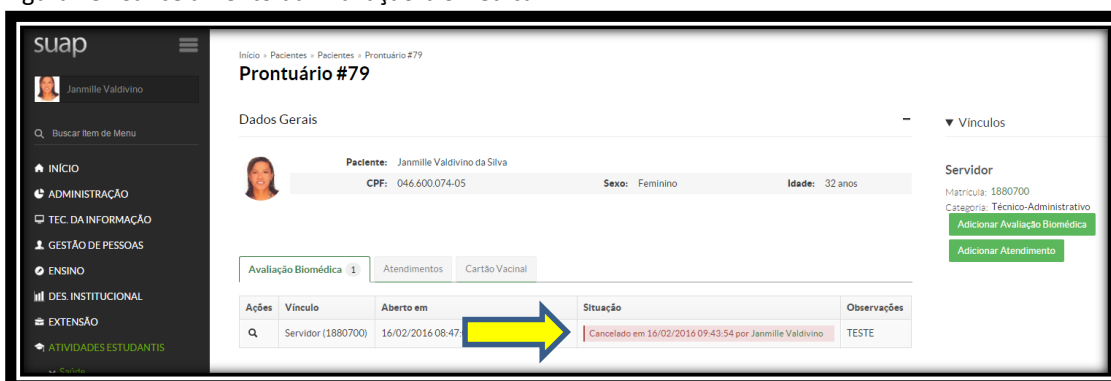 suap
Janmille Valdivino
Buscar Item de Menu
INÍCIO
ADMINISTRAÇÃO
TEC. DA INFORMAÇÃO
GESTÃO DE PESSOAS
ENSINO
DES. INSTITUCIONAL
EXTENSÃO
ATIVIDADES ESTUDANTIS
Saúde
Início » Pacientes » Pacientes » Prontuário #79
Prontuário #79
Dados Gerais
Paciente: Janmille Valdivino da Silva
CPF: 046.600.074-05 Sexo: Feminino Idade: 32 anos
Avaliação Biomédica 1 Atendimentos Cartão Vacinal
Ações Vínculo Aberto em Situação Observações
Servidor (1880700) 16/02/2016 08:47: Cancelado em 16/02/2016 09:43:54 por Janmille Valdivino TESTE
Vínculos
Servidor
Matrícula: 1880700
Categoria: Técnico-Administrativo
Adicionar Avaliação Biomédica
Adicionar Atendimento